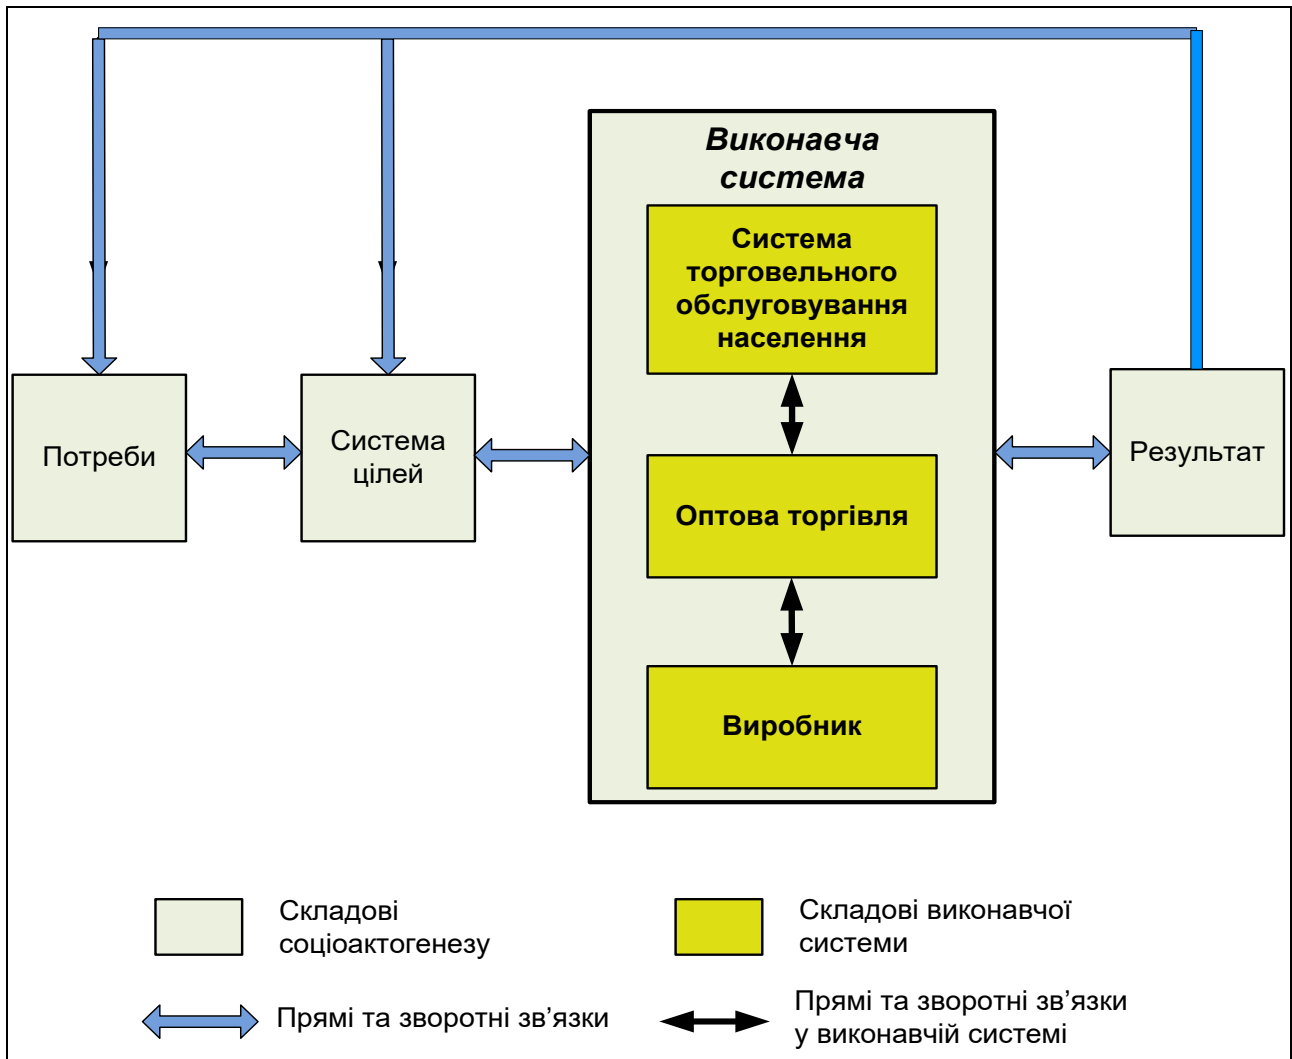 Виконавча
система
Система
торговельного
обслуговування
населення
Потреби
Система
цілей
Оптова торгівля
Результат
Виробник
Складові
соціоактогенезу
Складові виконавчої
системи
Прямі та зворотні зв’язки
Прямі та зворотні зв’язки
у виконавчій системі